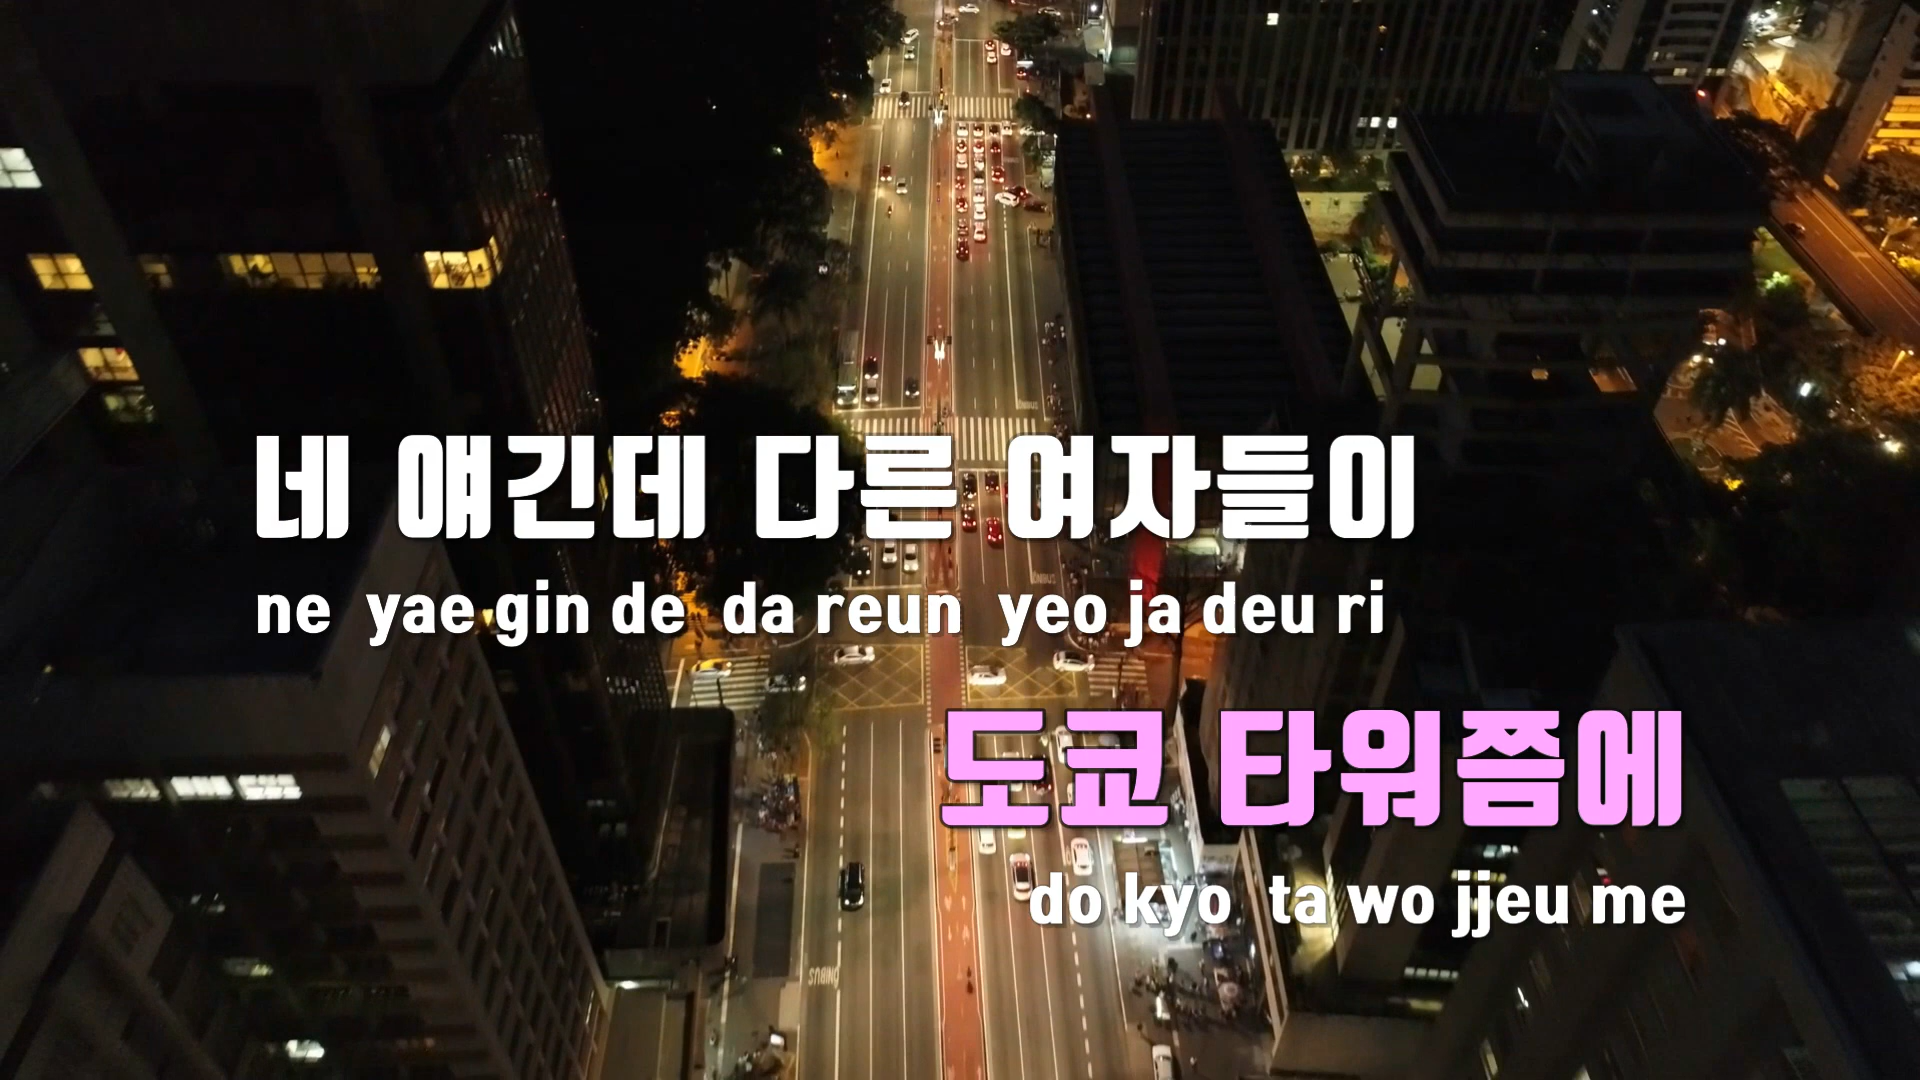 네 얘긴데 다른 여자들이
ne yae gin de da reun yeo ja deu ri
도쿄 타워쯤에
do kyo ta wo jjeu me
ÔNIBUS